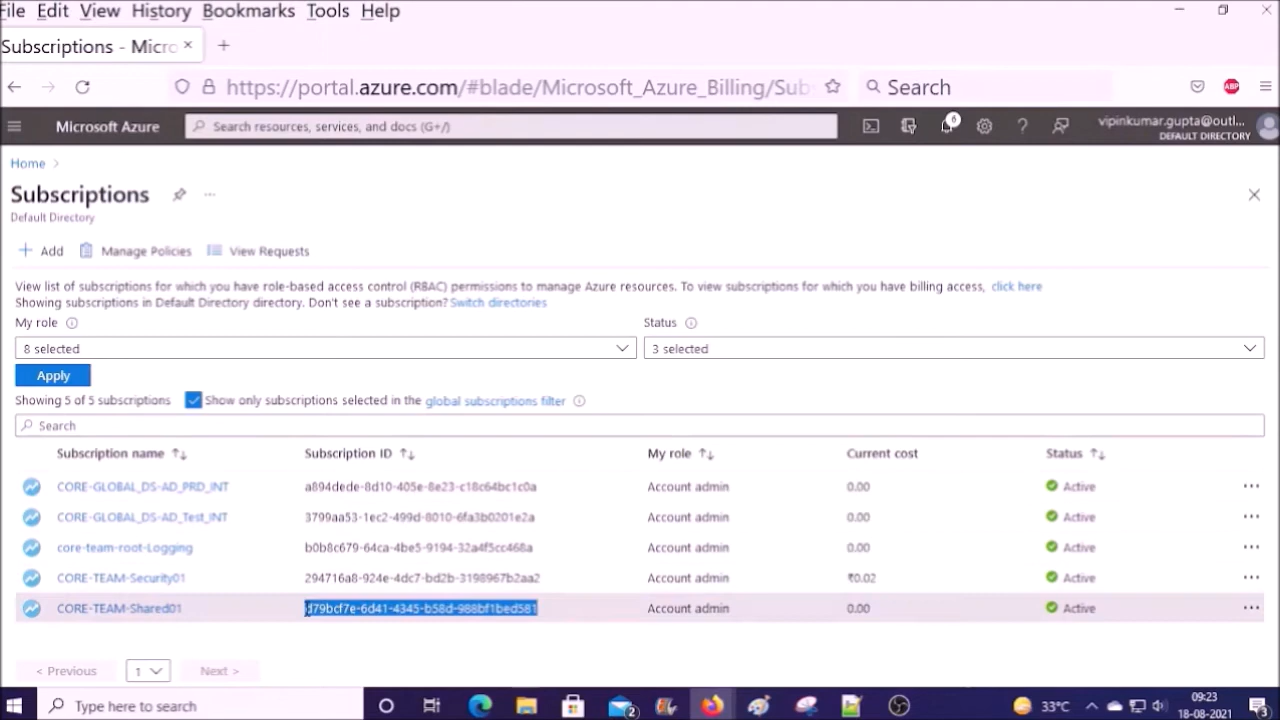 File Edit View History Bookmarks Tools Help
Subscriptions - Micro
https://portal.azure.com/#blade/Microsoft_Azure_Billing/Sub
Search
ABP
Microsoft Azure
Search resources, services, and docs (G+/)
6
vipinkumar.gupta@outl...
DEFAULT DIRECTORY
Home
Subscriptions
Default Directory
Add Manage Policies View Requests
View list of subscriptions for which you have role-based access control (RBAC) permissions to manage Azure resources. To view subscriptions for which you have billing access, click here
Showing subscriptions in Default Directory directory. Don't see a subscription? Switch directories
My role Status
8 selected 3 selected
Apply
Showing 5 of 5 subscriptions Show only subscriptions selected in the global subscriptions filter
Search
Subscription name Subscription ID My role Current cost Status
CORE-GLOBAL_DS-AD_PRD_INT a894dede-8d10-405e-8e23-c18c64bc1c0a Account admin 0.00 Active
CORE-GLOBAL_DS-AD_Test_INT 3799aa53-1ec2-499d-8010-6fa3b0201e2a Account admin 0.00 Active
core-team-root-Logging b0b8c679-64ca-4be5-9194-32a4f5cc468a Account admin 0.00 Active
CORE-TEAM-Security01 294716a8-924e-4dc7-bd2b-3198967b2aa2 Account admin ₹0.02 Active
CORE-TEAM-Shared01 d79bcf7e-6d41-4345-b58d-988bf1bed581 Account admin 0.00 Active
< Previous 1 Next >
Type here to search
2
33°C
09:23
18-08-2021
3